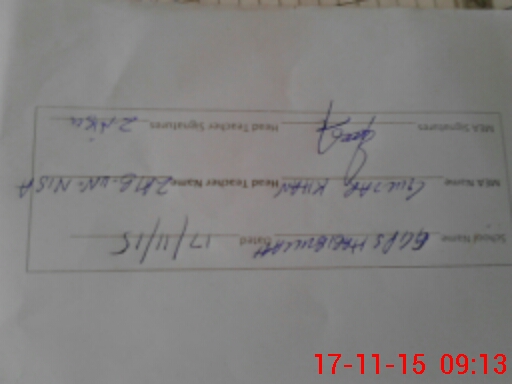 School Name GGPS HABIBULLAH Dated 17/11/15
MEA Name GULZAR KHAN Head Teacher Name ZAIB-UN-NISA
MEA Signatures Head Teacher Signatures
17-11-15 09:13